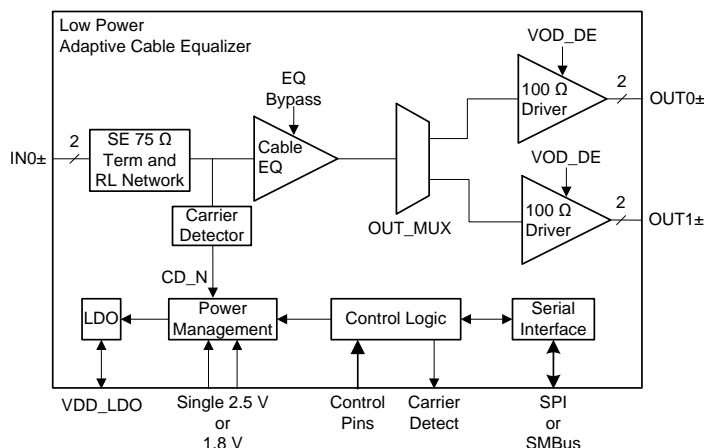 Low Power
Adaptive Cable Equalizer
VOD_DE
EQ
Bypass
2
100 Ω
Driver
OUT0±
IN0±
2
SE 75 Ω
Term and
RL Network
Cable
EQ
VOD_DE
2
100 Ω
Driver
OUT1±
Carrier
Detector
OUT_MUX
CD_N
LDO
Power
Management
Control Logic
Serial
Interface
VDD_LDO
Single 2.5 V
or
1.8 V
Control
Pins
Carrier
Detect
SPI
or
SMBus